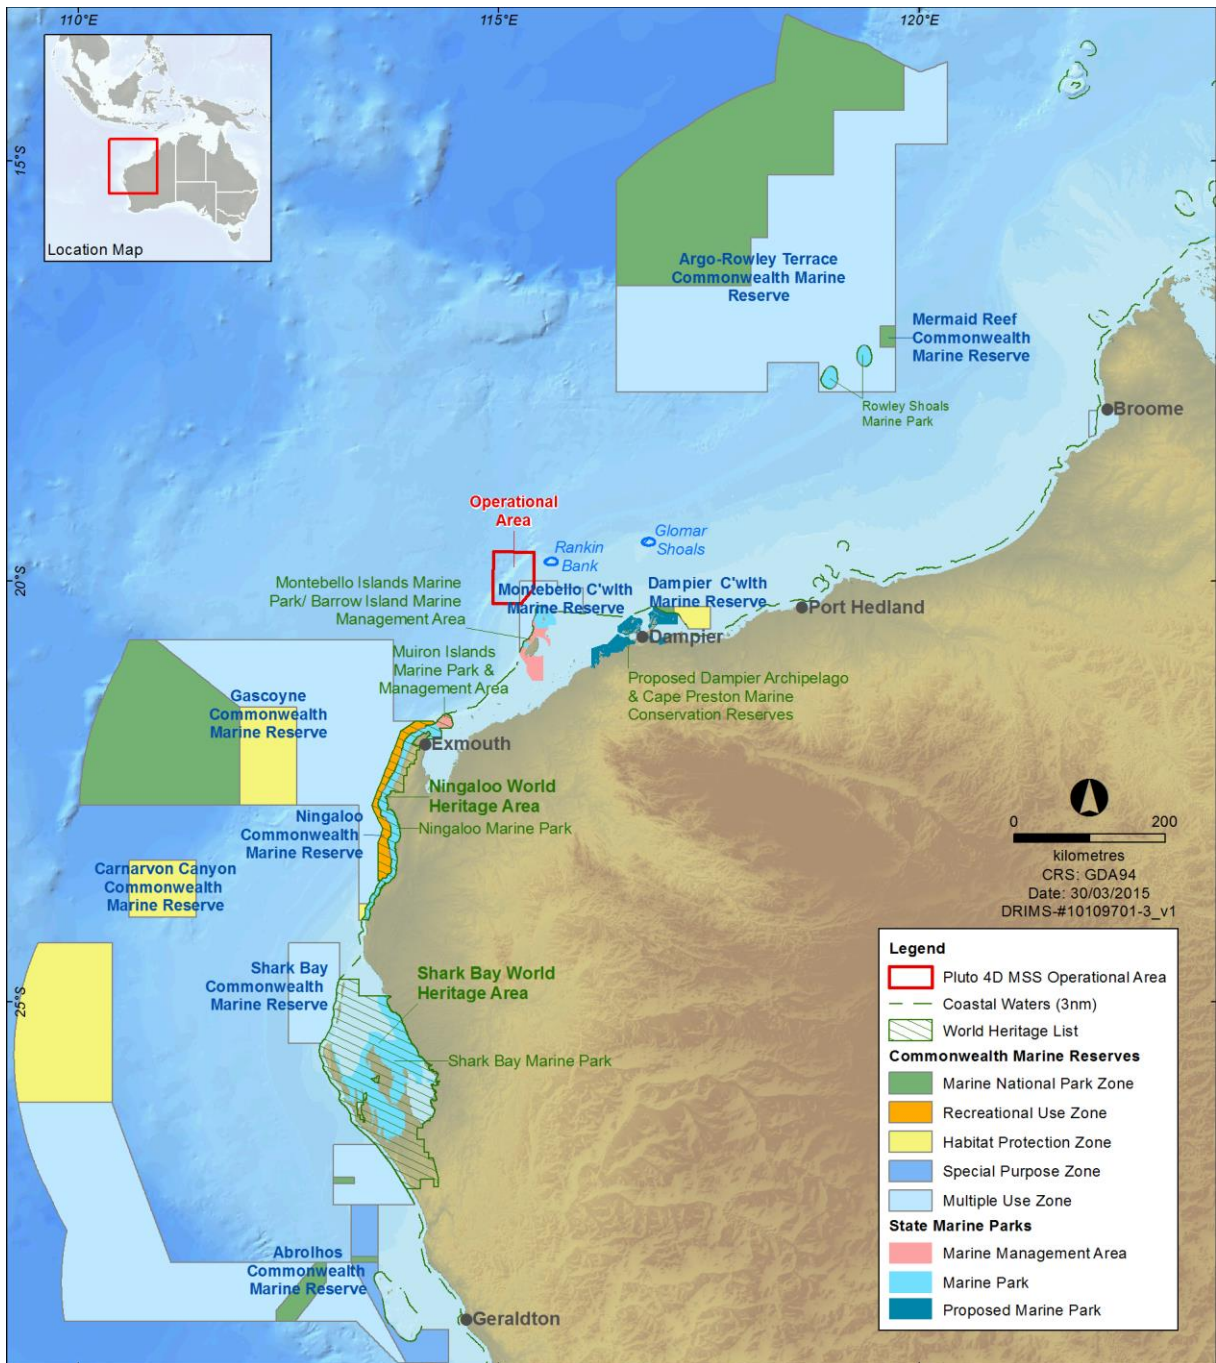 110°E
115°E
120°E
15°S
20°S
25°S
Location Map
Argo-Rowley Terrace
Commonwealth Marine
Reserve
Mermaid Reef
Commonwealth
Marine Reserve
Rowley Shoals
Marine Park
Broome
Operational
Area
Rankin
Bank
Glomar
Shoals
Montebello Islands Marine
Park/ Barrow Island Marine
Management Area
Montebello C'wlth
Marine Reserve
Dampier C'wlth
Marine Reserve
Port Hedland
Dampier
Muiron Islands
Marine Park &
Management Area
Proposed Dampier Archipelago
& Cape Preston Marine
Conservation Reserves
Gascoyne
Commonwealth
Marine Reserve
Exmouth
Ningaloo World
Heritage Area
Ningaloo Marine Park
Ningaloo
Commonwealth
Marine Reserve
Carnarvon Canyon
Commonwealth
Marine Reserve
Shark Bay
Commonwealth
Marine Reserve
Shark Bay World
Heritage Area
Shark Bay Marine Park
Abrolhos
Commonwealth
Marine Reserve
Geraldton
0 200
kilometres
CRS: GDA94
Date: 30/03/2015
DRIMS-#10109701-3_v1
Legend
Pluto 4D MSS Operational Area
Coastal Waters (3nm)
World Heritage List
Commonwealth Marine Reserves
Marine National Park Zone
Recreational Use Zone
Habitat Protection Zone
Special Purpose Zone
Multiple Use Zone
State Marine Parks
Marine Management Area
Marine Park
Proposed Marine Park